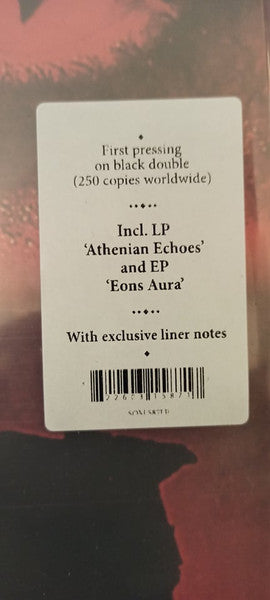 First pressing
on black double
(250 copies worldwide)
Incl. LP
‘Athenian Echoes’
and EP
‘Eons Aura’
With exclusive liner notes